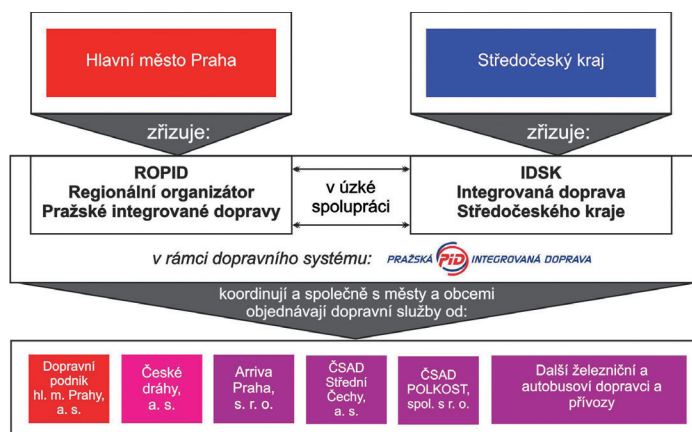 Hlavní město Praha
Středočeský kraj
zřizuje:
zřizuje:
ROPID
Regionální organizátor
Pražské integrované dopravy
v úzké
spolupráci
IDSK
Integrovaná doprava
Středočeského kraje
v rámci dopravního systému:
PRAŽSKÁ PID INTEGROVANÁ DOPRAVA
koordinují a společně s městy a obcemi
objednávají dopravní služby od:
Dopravní
podnik
hl. m. Prahy,
a. s.
České
dráhy,
a. s.
Arriva
Praha,
s. r. o.
ČSAD
Střední
Čechy,
a. s.
ČSAD
POLKOST,
spol. s r. o.
Další železniční a
autobusoví dopravci a
přívozy